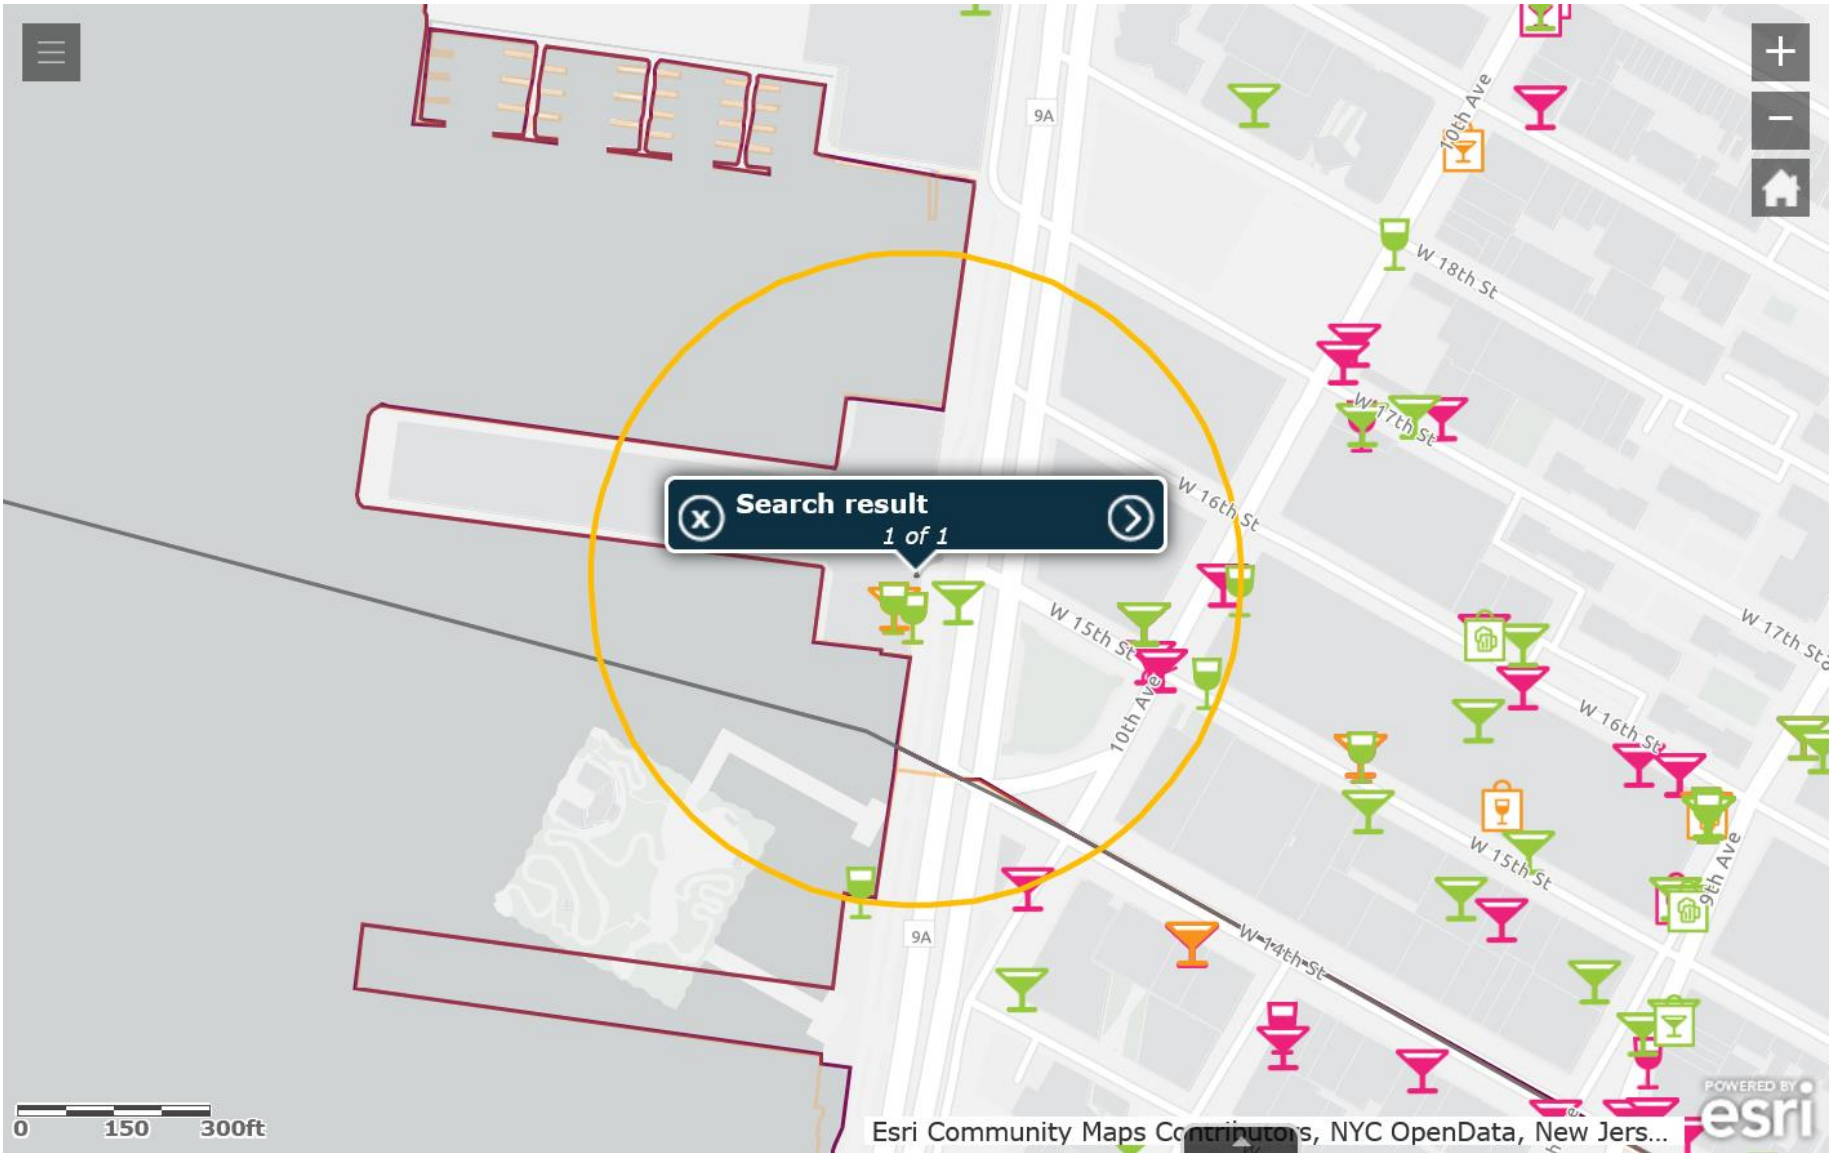 9A
10th Ave
W 18th St
W 17th St
W 16th St
Search result
1 of 1
W 15th St
W 17th St
10th Ave
W 16th St
W 15th St
9th Ave
9A
W 14th St
POWERED BY
esri
0 150 300ft
Esri Community Maps Contributors, NYC OpenData, New Jers...